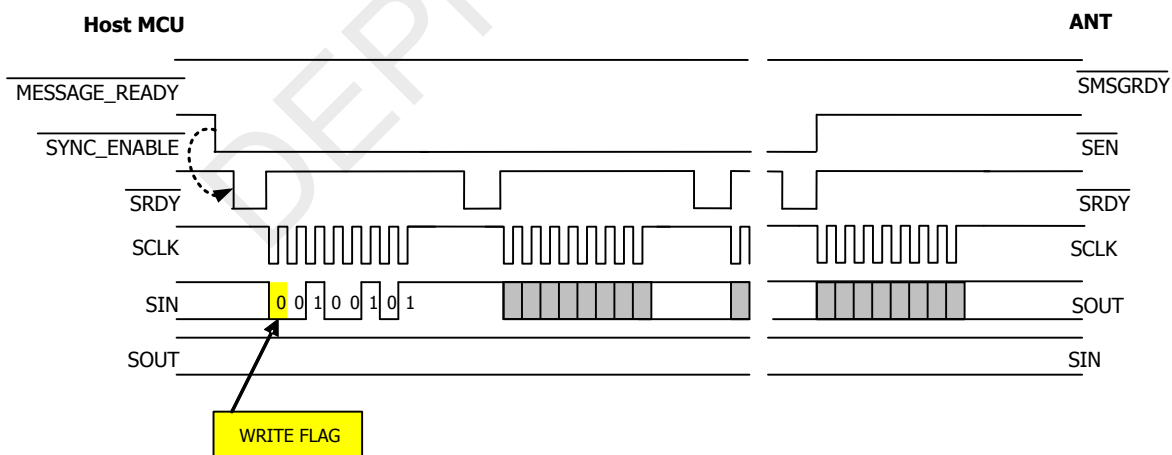 Host MCU
ANT
MESSAGE_READY
SMSGRDY
SYNC_ENABLE
SEN
SRDY
SRDY
SCLK
SCLK
SIN
0 0 1 0 0 1 0 1
SOUT
SOUT
SIN
WRITE FLAG